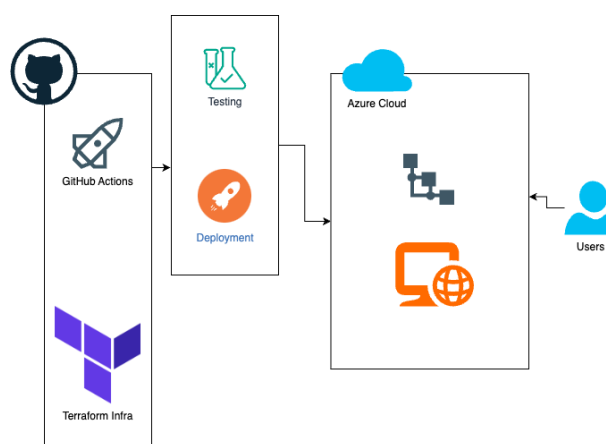 Testing
Azure Cloud
GitHub Actions
Deployment
Users
Terraform Infra